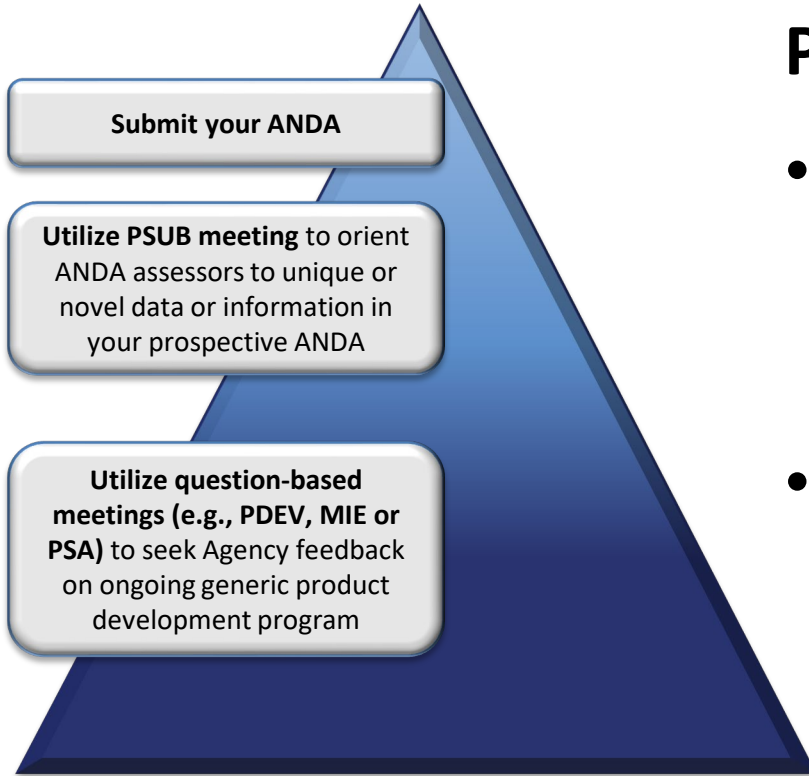 P
•
Submit your ANDA
Utilize PSUB meeting to orient
ANDA assessors to unique or
novel data or information in
your prospective ANDA
•
Utilize question-based
meetings (e.g., PDEV, MIE or
PSA) to seek Agency feedback
on ongoing generic product
development program